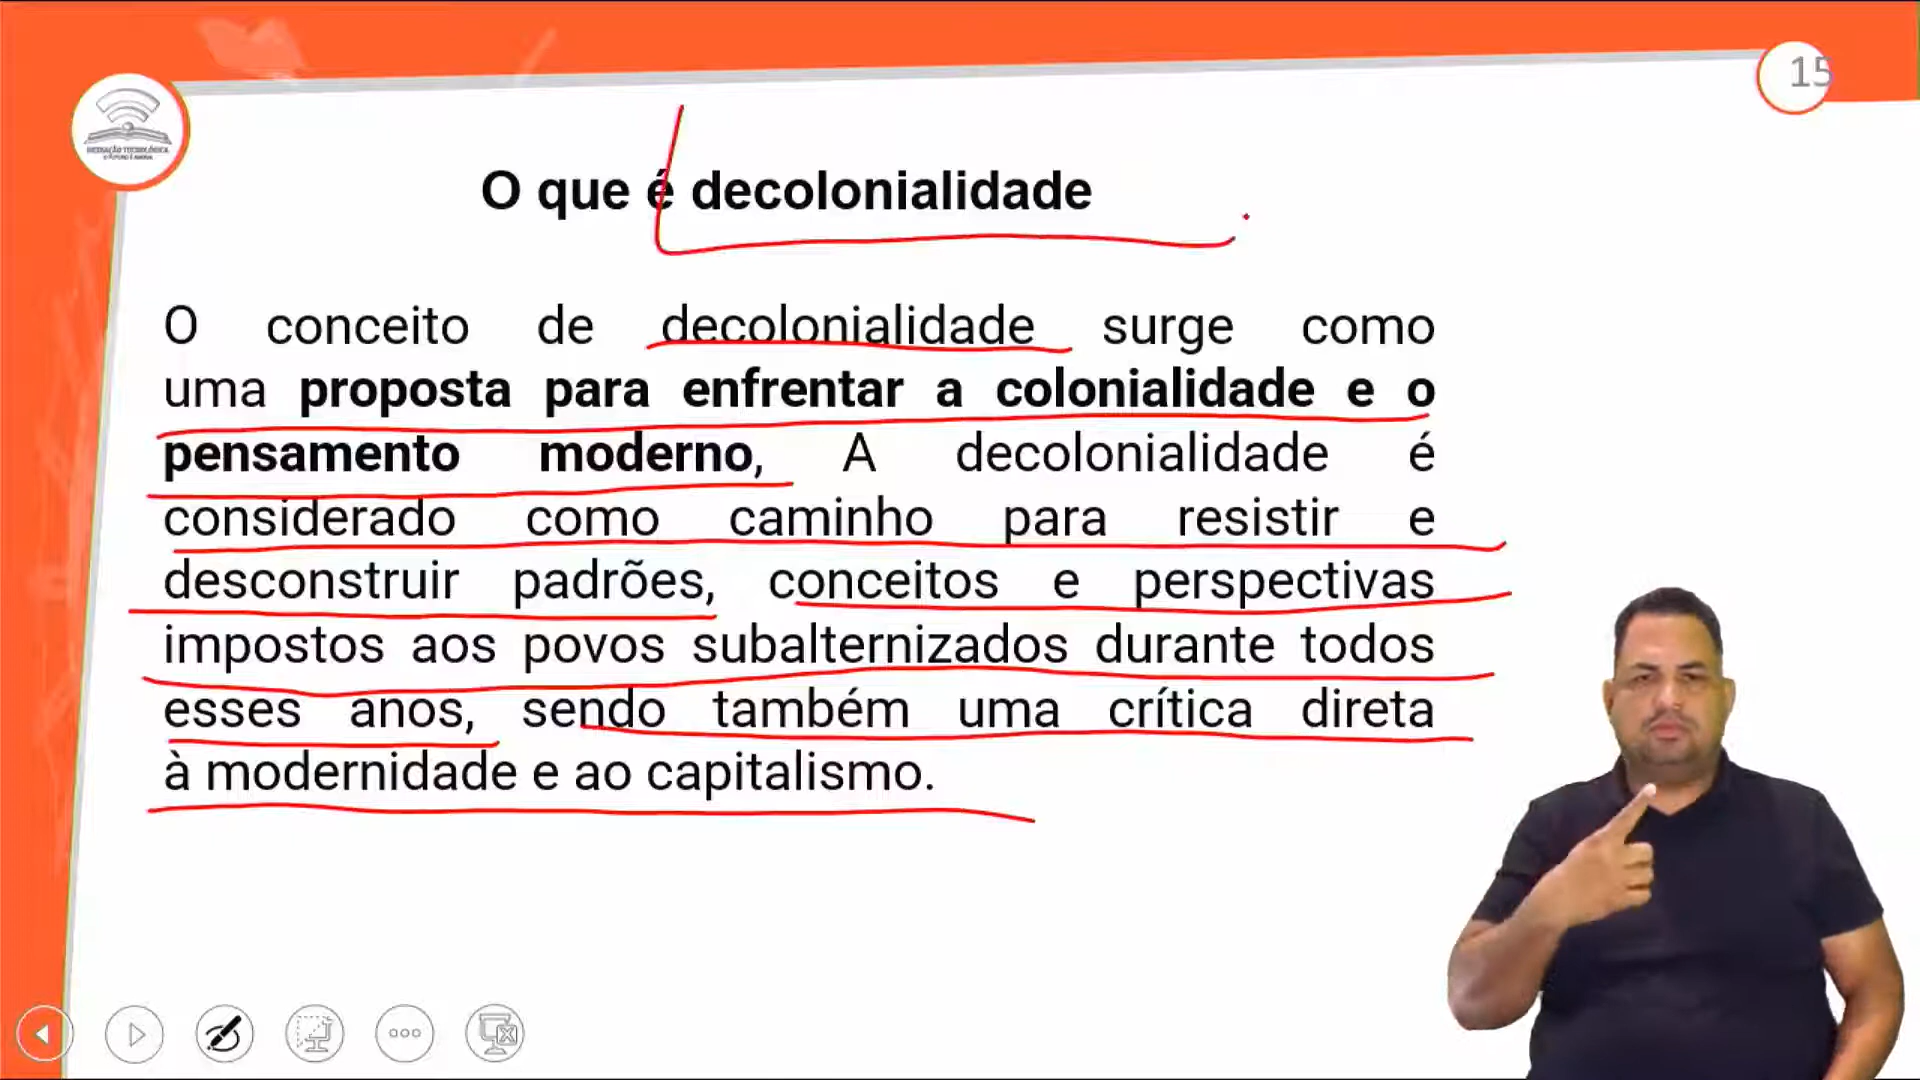 15
MEDIAÇÃO TECNOLÓGICA
O que é decolonialidade
O conceito de decolonialidade surge como
uma proposta para enfrentar a colonialidade e o
pensamento moderno, A decolonialidade é
considerado como caminho para resistir e
desconstruir padrões, conceitos e perspectivas
impostos aos povos subalternizados durante todos
esses anos, sendo também uma crítica direta
à modernidade e ao capitalismo.